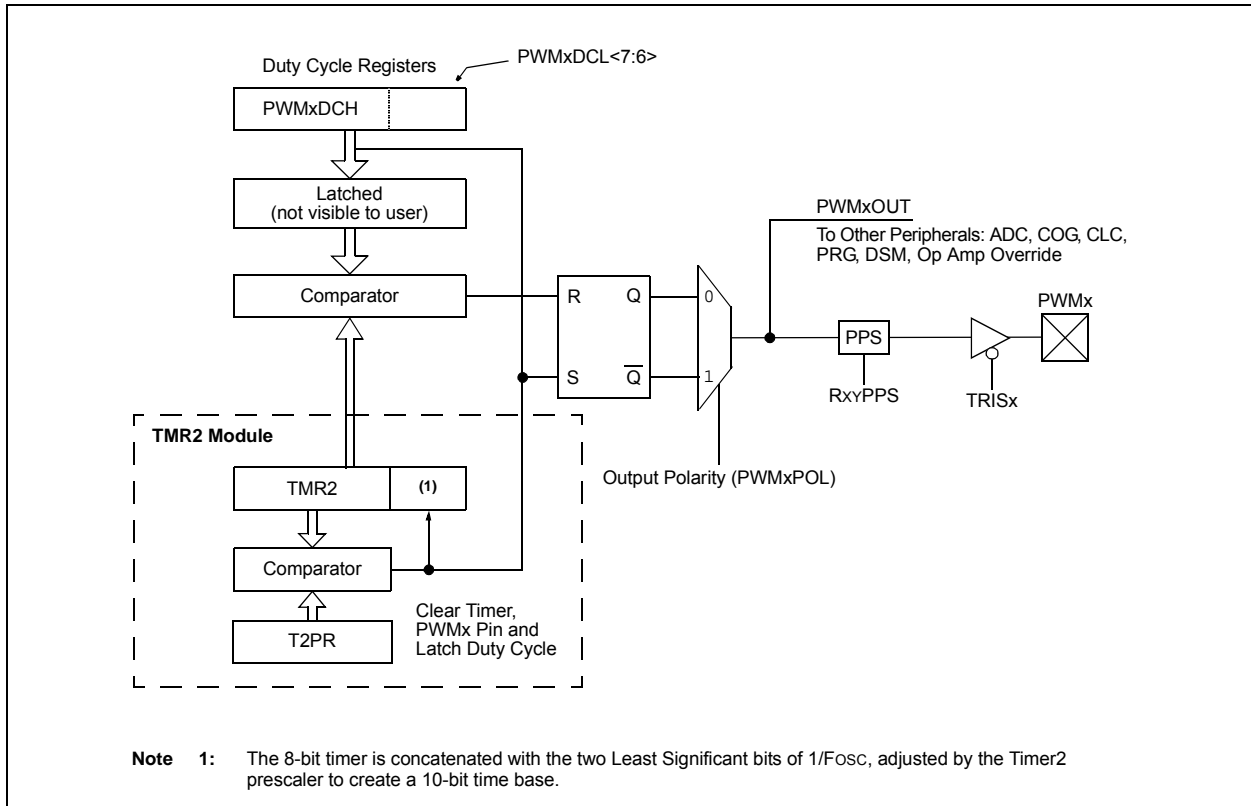 Duty Cycle Registers
PWMxDCL<7:6>
PWMxDCH
Latched
(not visible to user)
Comparator
R
Q
S
Q̅
0
1
PWMxOUT
To Other Peripherals: ADC, COG, CLC,
PRG, DSM, Op Amp Override
PPS
RXYPPS
TRISx
PWMx
Output Polarity (PWMxPOL)
TMR2 Module
TMR2
(1)
Comparator
T2PR
Clear Timer,
PWMx Pin and
Latch Duty Cycle
Note 1: The 8-bit timer is concatenated with the two Least Significant bits of 1/FOSC, adjusted by the Timer2
prescaler to create a 10-bit time base.